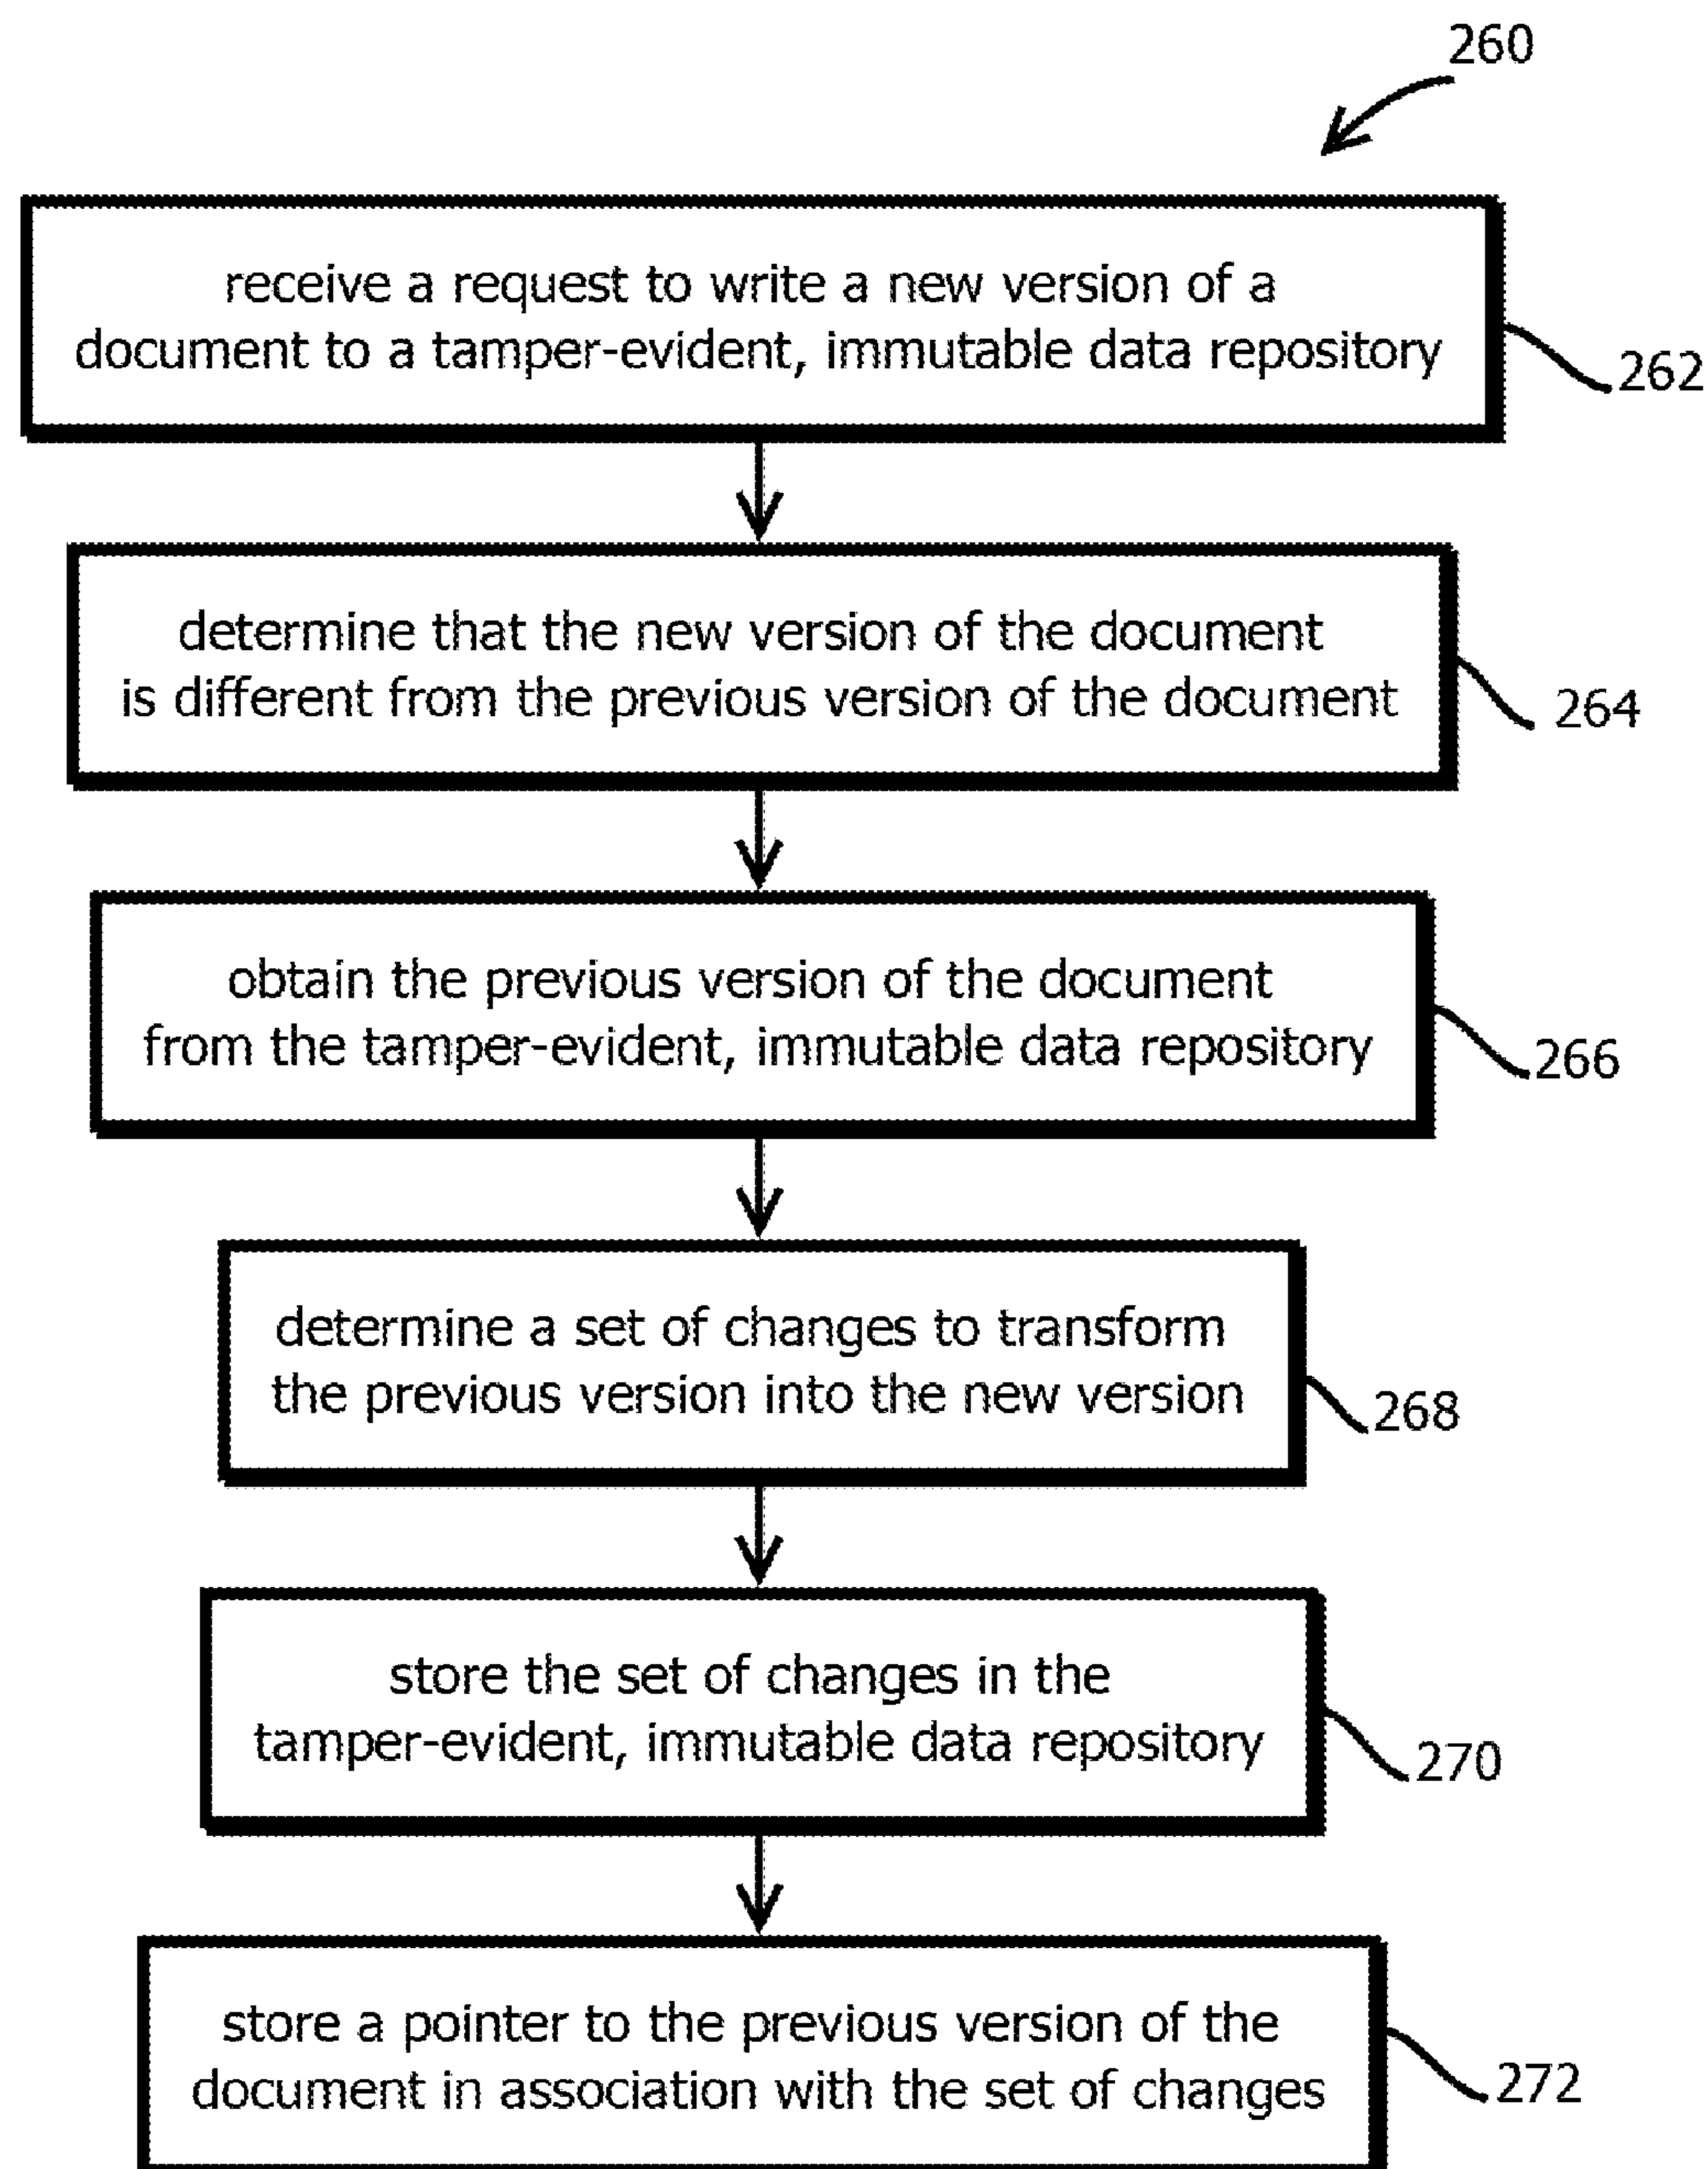 260
receive a request to write a new version of a
document to a tamper-evident, immutable data repository
262
determine that the new version of the document
is different from the previous version of the document
264
obtain the previous version of the document
from the tamper-evident, immutable data repository
266
determine a set of changes to transform
the previous version into the new version
268
store the set of changes in the
tamper-evident, immutable data repository
270
store a pointer to the previous version of the
document in association with the set of changes
272